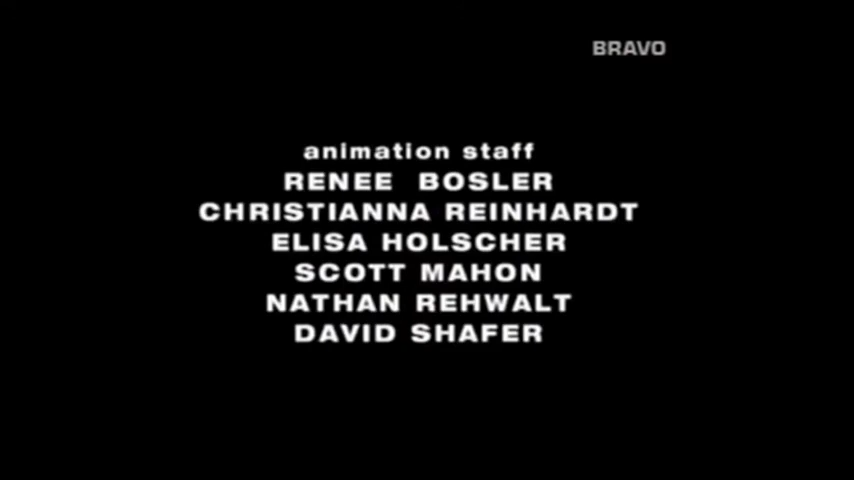 BRAVO
animation staff
RENEE BOSLER
CHRISTIANNA REINHARDT
ELISA HOLSCHER
SCOTT MAHON
NATHAN REHWALT
DAVID SHAFER